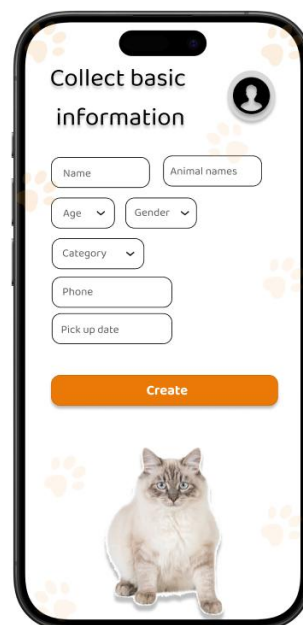 Collect basic
information
Name
Animal names
Age
Gender
Category
Phone
Pick up date
Create